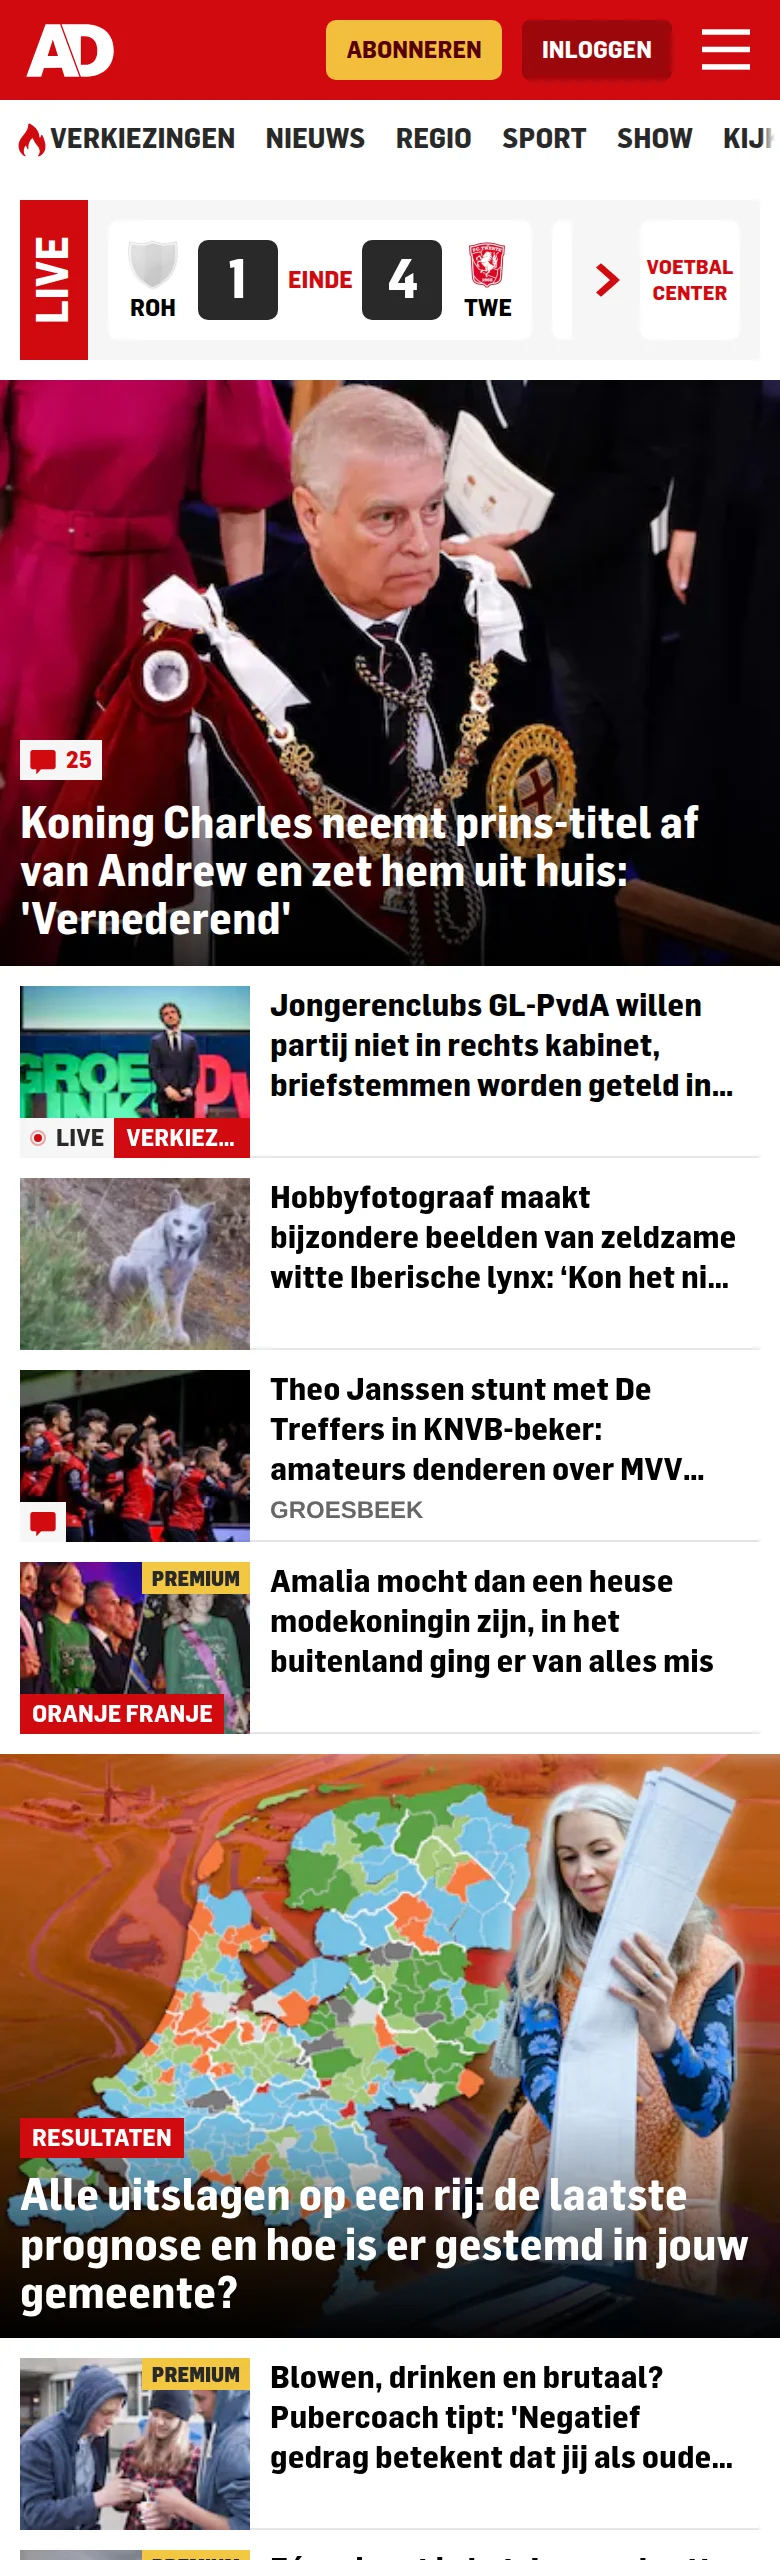 AD
ABONNEREN
INLOGGEN
VERKIEZINGEN NIEUWS REGIO SPORT SHOW
LIVE
ROH
1
EINDE
4
TWE
VOETBAL
CENTER
25
Koning Charles neemt prins-titel af
van Andrew en zet hem uit huis:
'Vernederend'
Jongerenclubs GL-PvdA willen
partij niet in rechts kabinet,
briefstemmen worden geteld in...
LIVE VERKIEZ...
Hobbyfotograaf maakt
bijzondere beelden van zeldzame
witte Iberische lynx: ‘Kon het ni...
Theo Janssen stunt met De
Treffers in KNVB-beker:
amateurs denderen over MVV...
GROESBEEK
PREMIUM
ORANJE FRANJE
Amalia mocht dan een heuse
modekoningin zijn, in het
buitenland ging er van alles mis
RESULTATEN
Alle uitslagen op een rij: de laatste
prognose en hoe is er gestemd in jouw
gemeente?
PREMIUM
Blowen, drinken en brutaal?
Pubercoach tipt: 'Negatief
gedrag betekent dat jij als oude...